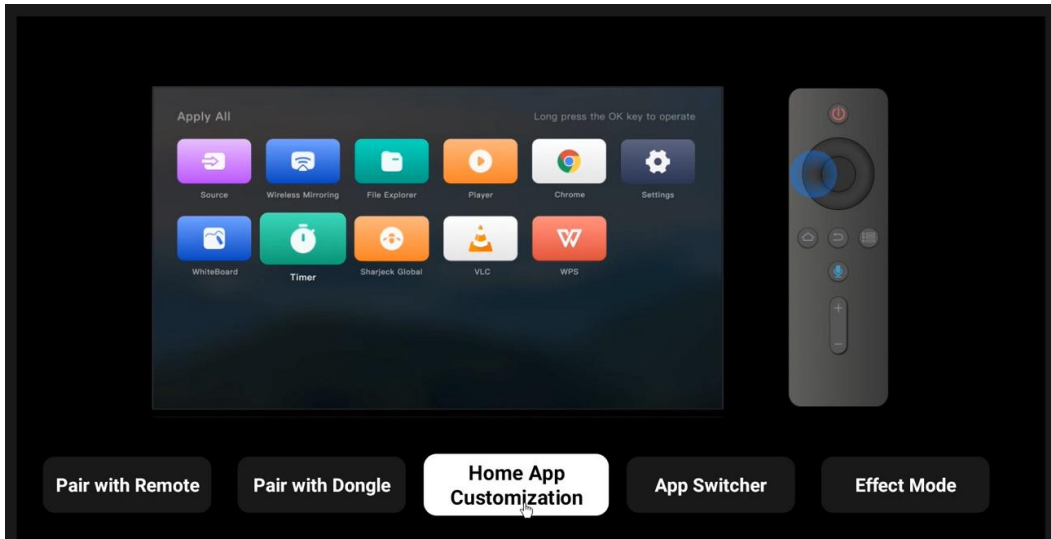 Apply All
Long press the OK key to operate
Source
Wireless Mirroring
File Explorer
Player
Chrome
Settings
WhiteBoard
Timer
Sharjeck Global
VLC
WPS
Pair with Remote
Pair with Dongle
Home App
Customization
App Switcher
Effect Mode